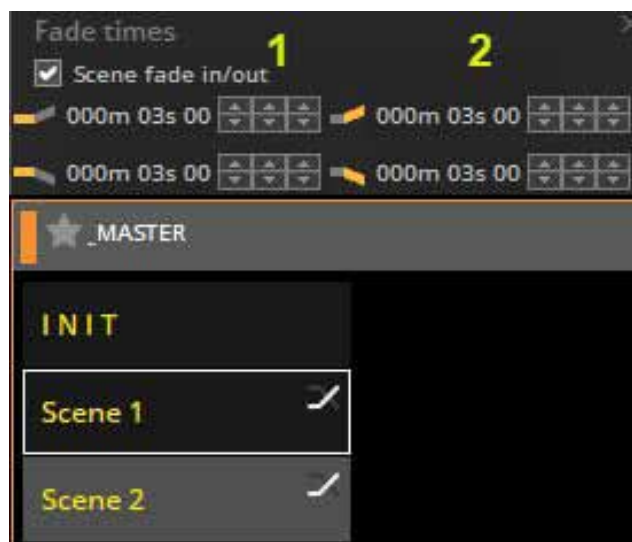 Fade times
1 2
Scene fade in/out
000m 03s 00 000m 03s 00
000m 03s 00 000m 03s 00
_MASTER
I N I T
Scene 1
Scene 2